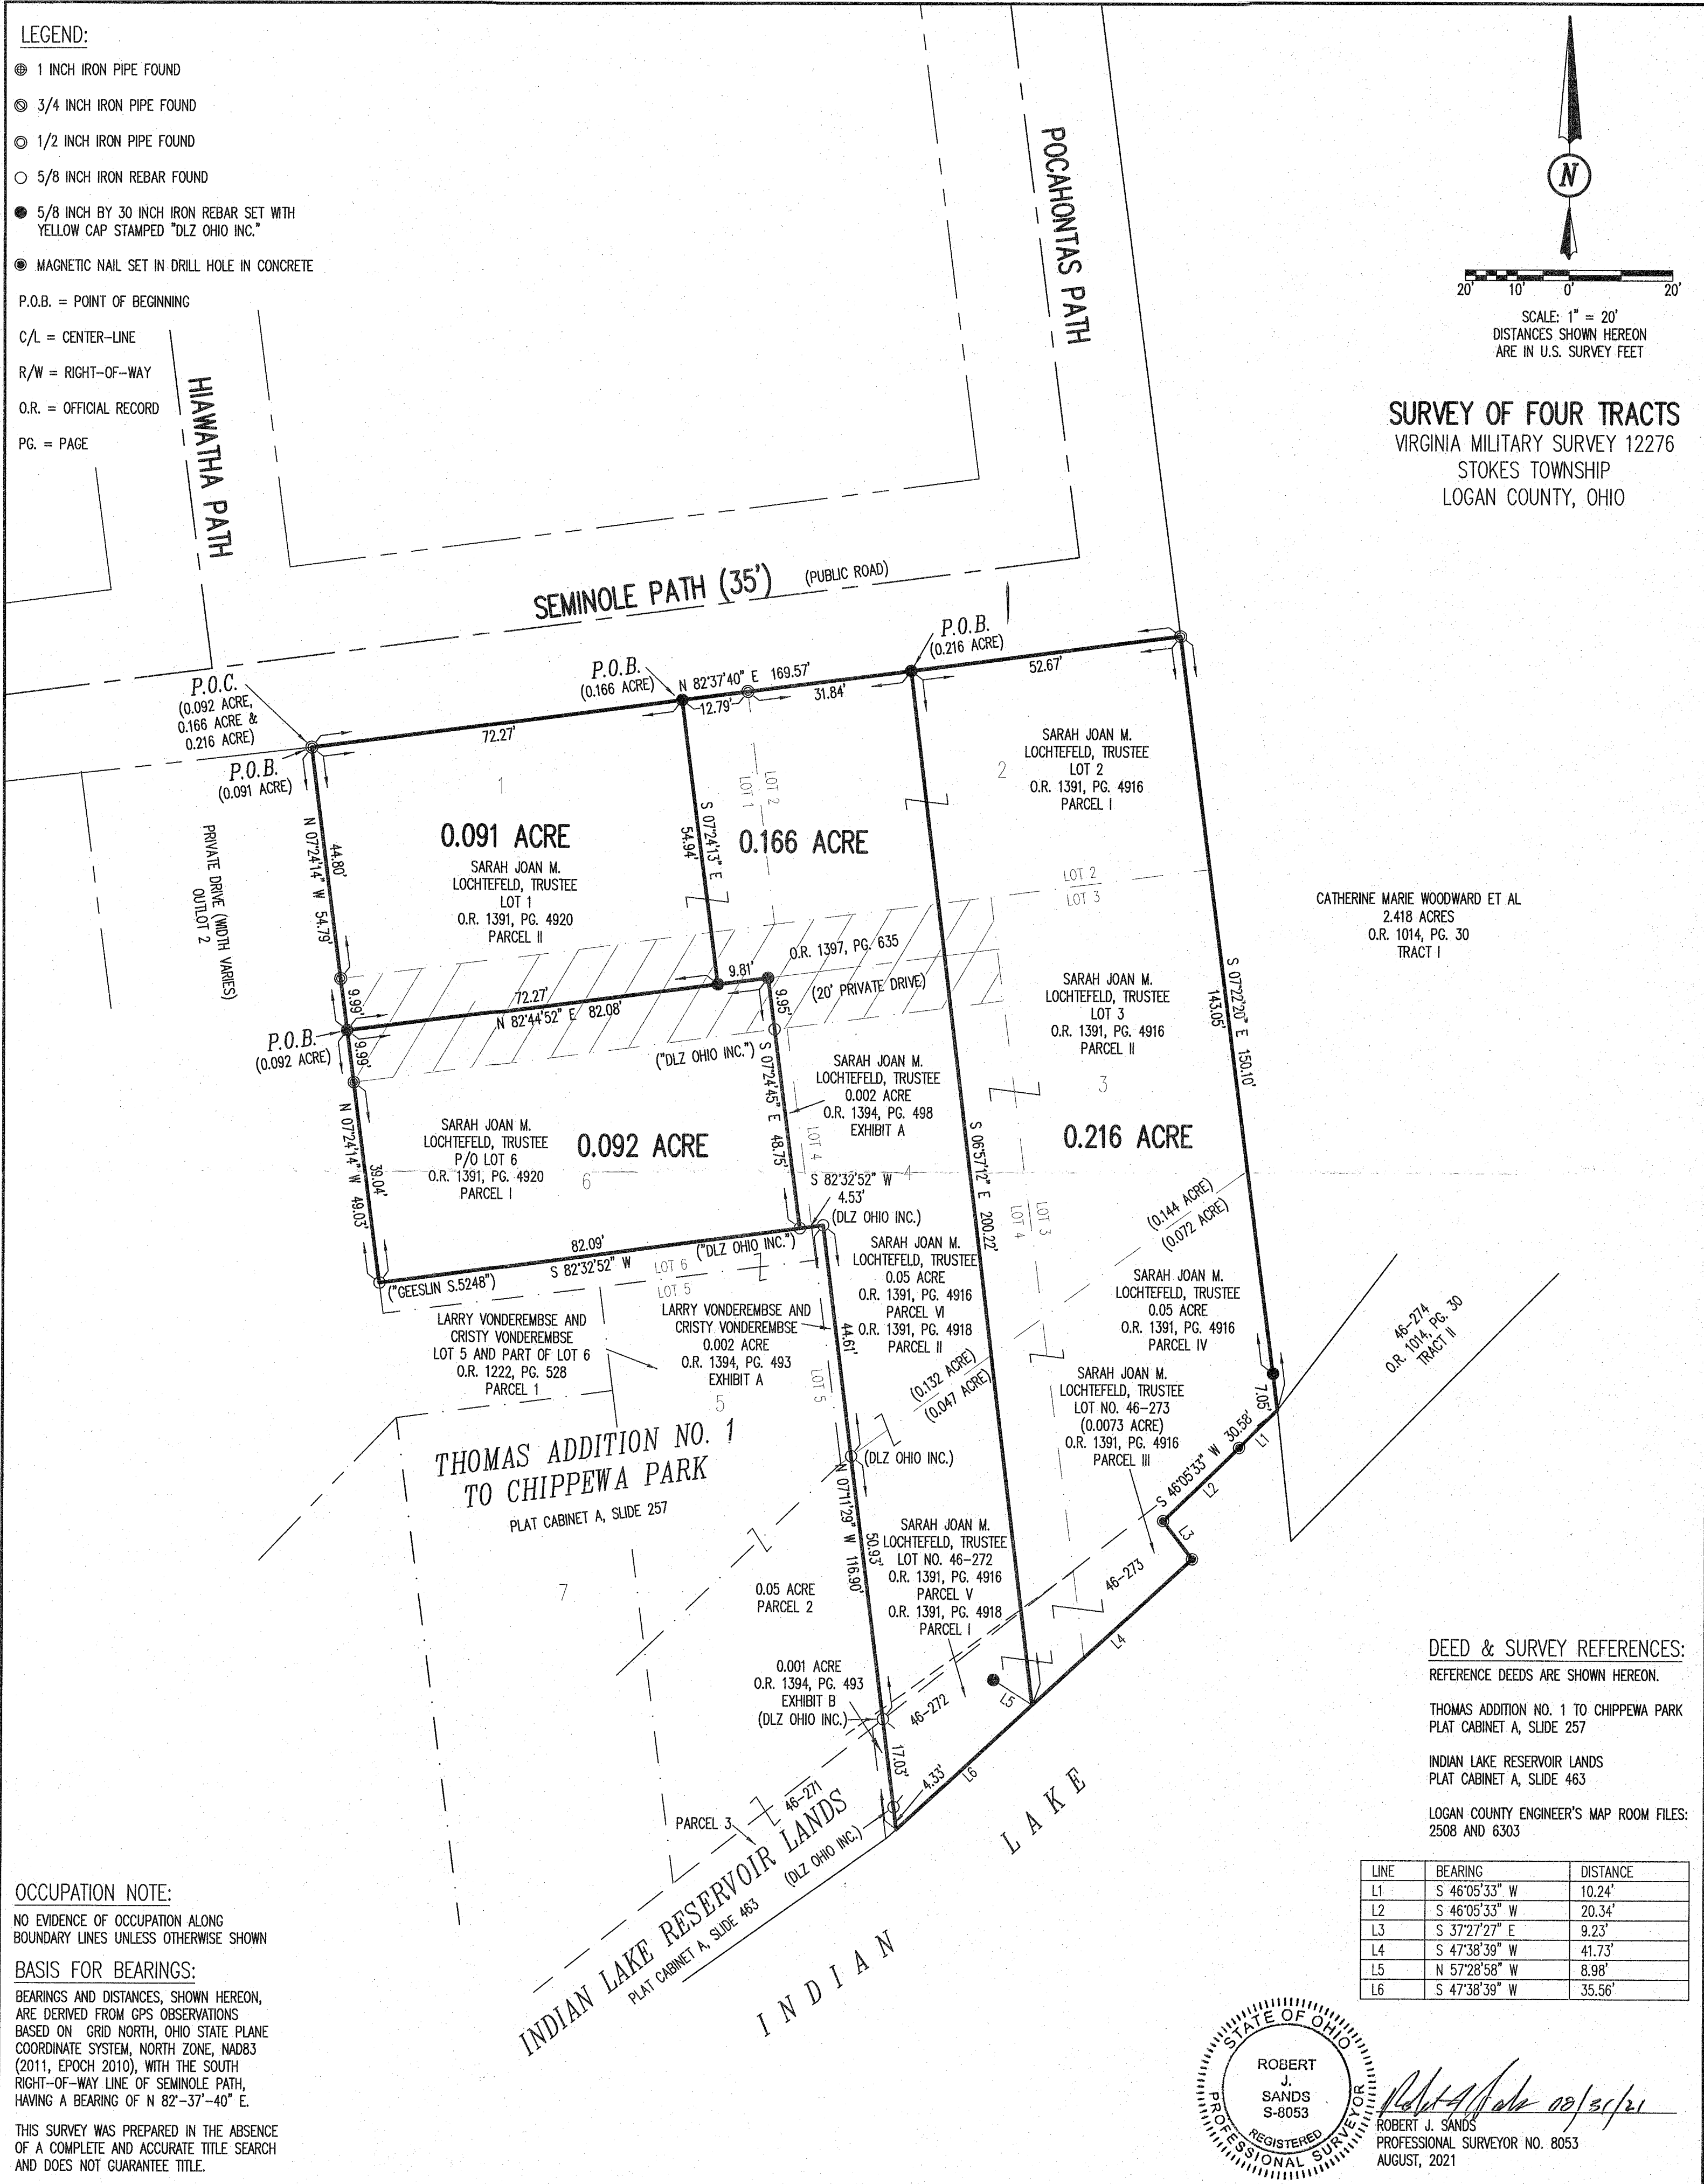 LEGEND:
1 INCH IRON PIPE FOUND
3/4 INCH IRON PIPE FOUND
1/2 INCH IRON PIPE FOUND
5/8 INCH IRON REBAR FOUND
5/8 INCH BY 30 INCH IRON REBAR SET WITH
YELLOW CAP STAMPED "DLZ OHIO INC."
MAGNETIC NAIL SET IN DRILL HOLE IN CONCRETE
P.O.B. = POINT OF BEGINNING
C/L = CENTER-LINE
R/W = RIGHT-OF-WAY
O.R. = OFFICIAL RECORD
PG. = PAGE
HIAWATHA PATH
POCAHONTAS PATH
N
20' 10' 0' 20'
SCALE: 1" = 20'
DISTANCES SHOWN HEREON
ARE IN U.S. SURVEY FEET
SURVEY OF FOUR TRACTS
VIRGINIA MILITARY SURVEY 12276
STOKES TOWNSHIP
LOGAN COUNTY, OHIO
SEMINOLE PATH (35') (PUBLIC ROAD)
P.O.C.
(0.092 ACRE,
0.166 ACRE &
0.216 ACRE)
P.O.B.
(0.091 ACRE)
P.O.B.
(0.166 ACRE)
P.O.B.
(0.216 ACRE)
N 82°37'40" E 169.57'
72.27'
12.79'
31.84'
52.67'
1
0.091 ACRE
SARAH JOAN M.
LOCHTEFELD, TRUSTEE
LOT 1
O.R. 1391, PG. 4920
PARCEL II
N 07°24'14" W 54.79'
44.80'
9.99'
PRIVATE DRIVE (WIDTH VARIES)
OUTLOT 2
S 07°24'13" E
54.94'
LOT 1
LOT 2
0.166 ACRE
2
SARAH JOAN M.
LOCHTEFELD, TRUSTEE
LOT 2
O.R. 1391, PG. 4916
PARCEL I
LOT 2
LOT 3
CATHERINE MARIE WOODWARD ET AL
2.418 ACRES
O.R. 1014, PG. 30
TRACT I
O.R. 1397, PG. 635
(20' PRIVATE DRIVE)
9.81'
9.95'
72.27'
N 82°44'52" E 82.08'
P.O.B.
(0.092 ACRE)
9.99'
("DLZ OHIO INC.")
SARAH JOAN M.
LOCHTEFELD, TRUSTEE
LOT 3
O.R. 1391, PG. 4916
PARCEL II
3
S 07°22'20" E 150.10'
143.05'
SARAH JOAN M.
LOCHTEFELD, TRUSTEE
0.002 ACRE
O.R. 1394, PG. 498
EXHIBIT A
S 07°24'45" E 48.75'
LOT 4
0.216 ACRE
SARAH JOAN M.
LOCHTEFELD, TRUSTEE
P/O LOT 6
O.R. 1391, PG. 4920
PARCEL I
0.092 ACRE
6
N 07°24'14" W 49.03'
39.04'
S 06°57'12" E 200.22'
4
LOT 4
LOT 3
S 82°32'52" W
4.53'
(DLZ OHIO INC.)
82.09'
S 82°32'52" W
("DLZ OHIO INC.")
("GEESLIN S.5248")
LOT 6
LOT 5
(0.144 ACRE)
(0.072 ACRE)
SARAH JOAN M.
LOCHTEFELD, TRUSTEE
0.05 ACRE
O.R. 1391, PG. 4916
PARCEL VI
O.R. 1391, PG. 4918
PARCEL II
SARAH JOAN M.
LOCHTEFELD, TRUSTEE
0.05 ACRE
O.R. 1391, PG. 4916
PARCEL IV
46-274
O.R. 1014, PG. 30
TRACT II
LARRY VONDEREMBSE AND
CRISTY VONDEREMBSE
LOT 5 AND PART OF LOT 6
O.R. 1222, PG. 528
PARCEL 1
LARRY VONDEREMBSE AND
CRISTY VONDEREMBSE
0.002 ACRE
O.R. 1394, PG. 493
EXHIBIT A
44.61'
LOT 5
5
(0.132 ACRE)
(0.047 ACRE)
SARAH JOAN M.
LOCHTEFELD, TRUSTEE
LOT NO. 46-273
(0.0073 ACRE)
O.R. 1391, PG. 4916
PARCEL III
7.05'
S 46°05'33" W 30.58'
L1
L2
L3
THOMAS ADDITION NO. 1
TO CHIPPEWA PARK
PLAT CABINET A, SLIDE 257
(DLZ OHIO INC.)
N 07°11'29" W 116.90'
50.93'
SARAH JOAN M.
LOCHTEFELD, TRUSTEE
LOT NO. 46-272
O.R. 1391, PG. 4916
PARCEL V
O.R. 1391, PG. 4918
PARCEL I
46-273
7
0.05 ACRE
PARCEL 2
L4
0.001 ACRE
O.R. 1394, PG. 493
EXHIBIT B
(DLZ OHIO INC.)
46-272
L5
17.03'
4.33'
L6
46-271
PARCEL 3
(DLZ OHIO INC.)
INDIAN LAKE RESERVOIR LANDS
PLAT CABINET A, SLIDE 463
INDIAN LAKE
DEED & SURVEY REFERENCES:
REFERENCE DEEDS ARE SHOWN HEREON.
THOMAS ADDITION NO. 1 TO CHIPPEWA PARK
PLAT CABINET A, SLIDE 257
INDIAN LAKE RESERVOIR LANDS
PLAT CABINET A, SLIDE 463
LOGAN COUNTY ENGINEER'S MAP ROOM FILES:
2508 AND 6303
LINE BEARING DISTANCE
L1 S 46°05'33" W 10.24'
L2 S 46°05'33" W 20.34'
L3 S 37°27'27" E 9.23'
L4 S 47°38'39" W 41.73'
L5 N 57°28'58" W 8.98'
L6 S 47°38'39" W 35.56'
OCCUPATION NOTE:
NO EVIDENCE OF OCCUPATION ALONG
BOUNDARY LINES UNLESS OTHERWISE SHOWN
BASIS FOR BEARINGS:
BEARINGS AND DISTANCES, SHOWN HEREON,
ARE DERIVED FROM GPS OBSERVATIONS
BASED ON GRID NORTH, OHIO STATE PLANE
COORDINATE SYSTEM, NORTH ZONE, NAD83
(2011, EPOCH 2010), WITH THE SOUTH
RIGHT-OF-WAY LINE OF SEMINOLE PATH,
HAVING A BEARING OF N 82°-37'-40" E.
THIS SURVEY WAS PREPARED IN THE ABSENCE
OF A COMPLETE AND ACCURATE TITLE SEARCH
AND DOES NOT GUARANTEE TITLE.
STATE OF OHIO
ROBERT
J.
SANDS
S-8053
REGISTERED
PROFESSIONAL SURVEYOR
08/31/21
ROBERT J. SANDS
PROFESSIONAL SURVEYOR NO. 8053
AUGUST, 2021